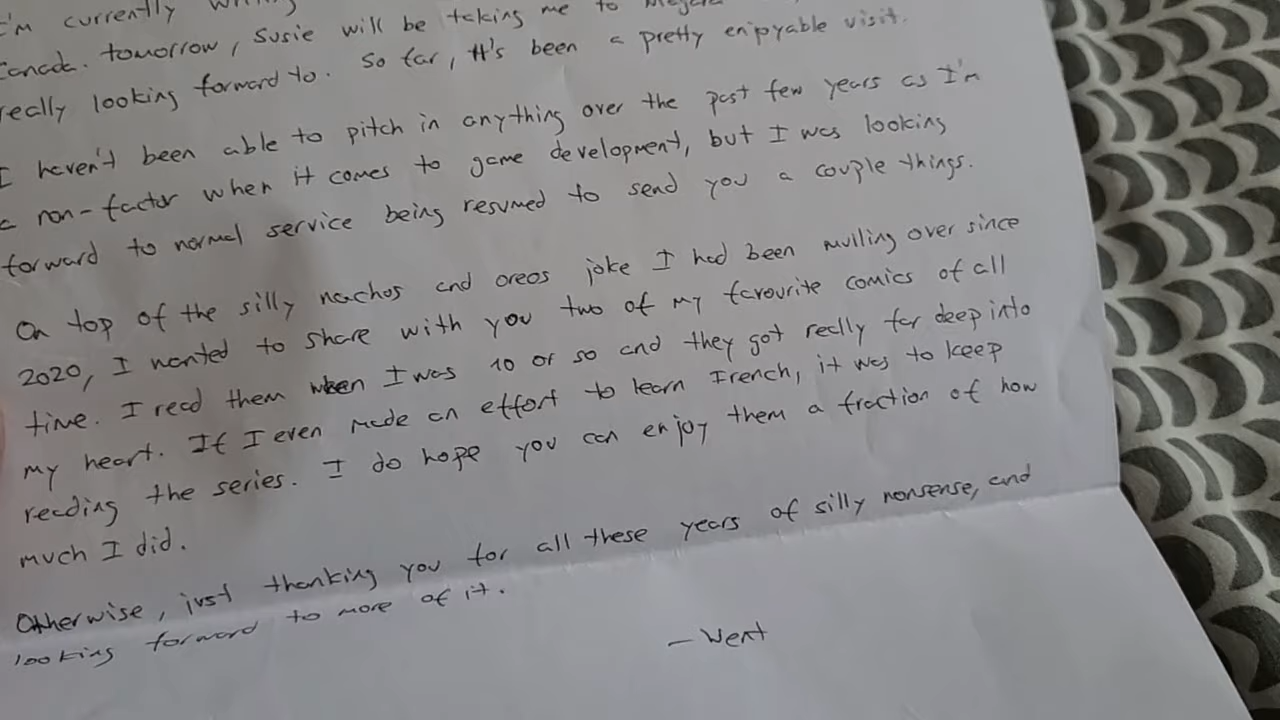 I'm currently
Canada. tomorrow, Susie will be taking me to
really looking forward to. So far, it's been a pretty enjoyable visit.
I haven't been able to pitch in anything over the past few years as I'm
a non-factor when it comes to game development, but I was looking
forward to normal service being resumed to send you a couple things.
On top of the silly nachos and oreos joke I had been mulling over since
2020, I wanted to share with you two of my favourite comics of all
time. I read them when I was 10 or so and they got really far deep into
my heart. If I even made an effort to learn French, it was to keep
reading the series. I do hope you can enjoy them a fraction of how
much I did.
Otherwise, just thanking you for all these years of silly nonsense, and
looking forward to more of it.
— Went